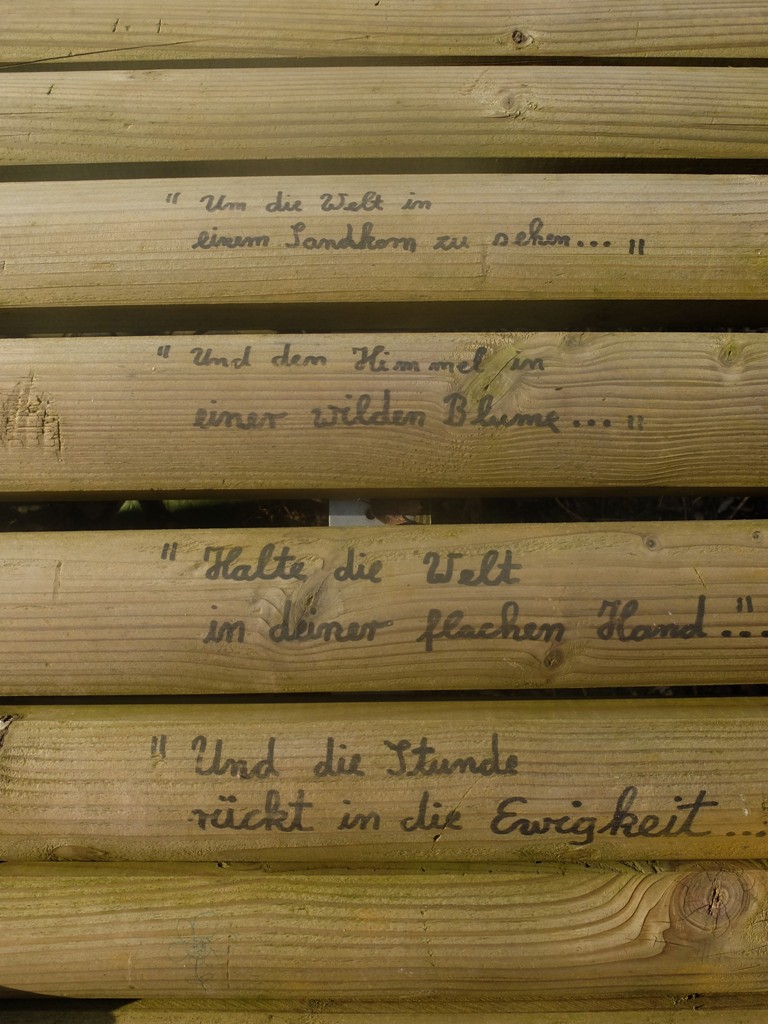 " Um die Welt in
einem Sandkorn zu sehen... "
" Und den Himmel in
einer wilden Blume... "
" Halte die Welt
in deiner flachen Hand..."
" Und die Stunde
rückt in die Ewigkeit...